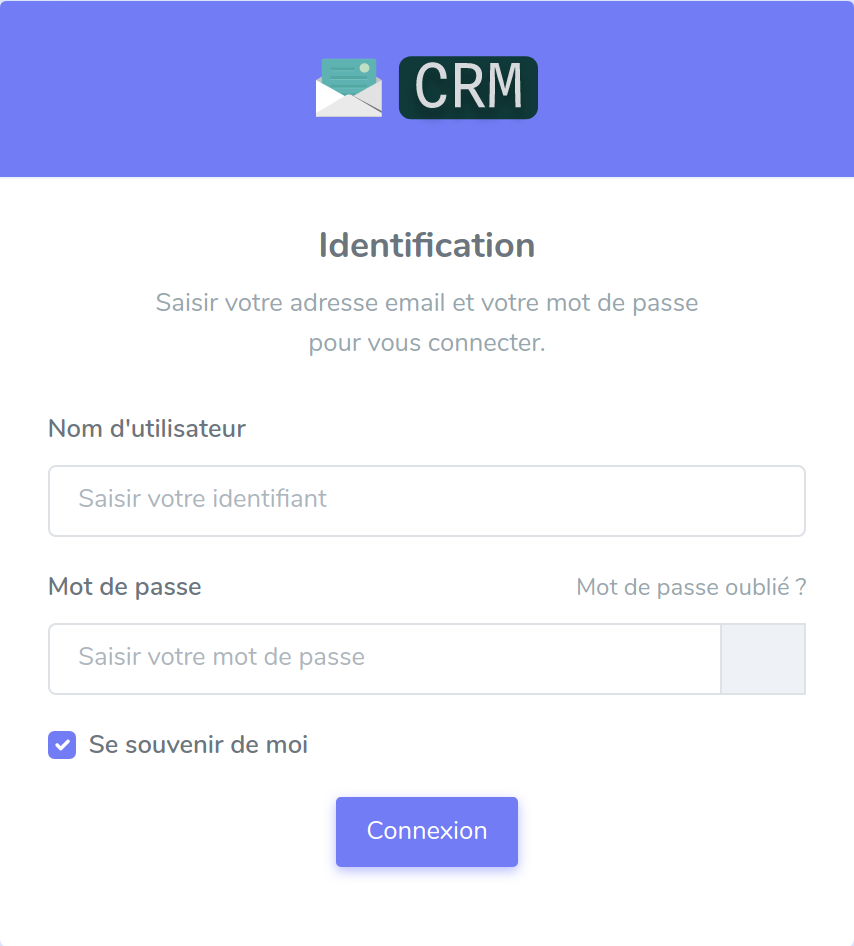 CRM
Identification
Saisir votre adresse email et votre mot de passe
pour vous connecter.
Nom d'utilisateur
Saisir votre identifiant
Mot de passe
Mot de passe oublié ?
Saisir votre mot de passe
Se souvenir de moi
Connexion